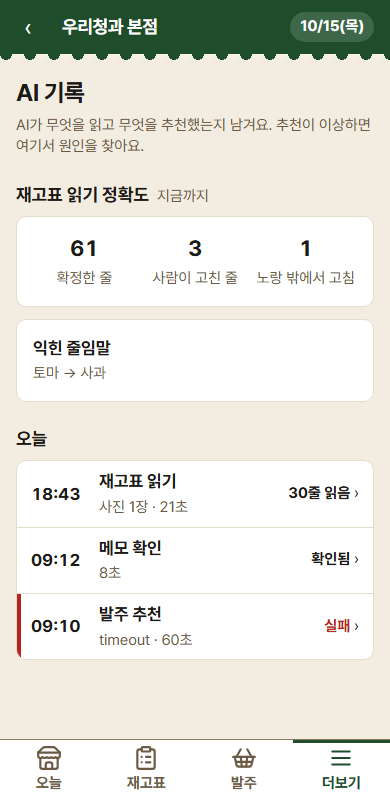 ‹ 우리청과 본점 10/15(목)
AI 기록
AI가 무엇을 읽고 무엇을 추천했는지 남겨요. 추천이 이상하면
여기서 원인을 찾아요.
재고표 읽기 정확도 지금까지
61 3 1
확정한 줄 사람이 고친 줄 노랑 밖에서 고침
익힌 줄임말
토마 → 사과
오늘
18:43 재고표 읽기 30줄 읽음 ›
사진 1장 · 21초
09:12 메모 확인 확인됨 ›
8초
09:10 발주 추천 실패 ›
timeout · 60초
오늘 재고표 발주 더보기